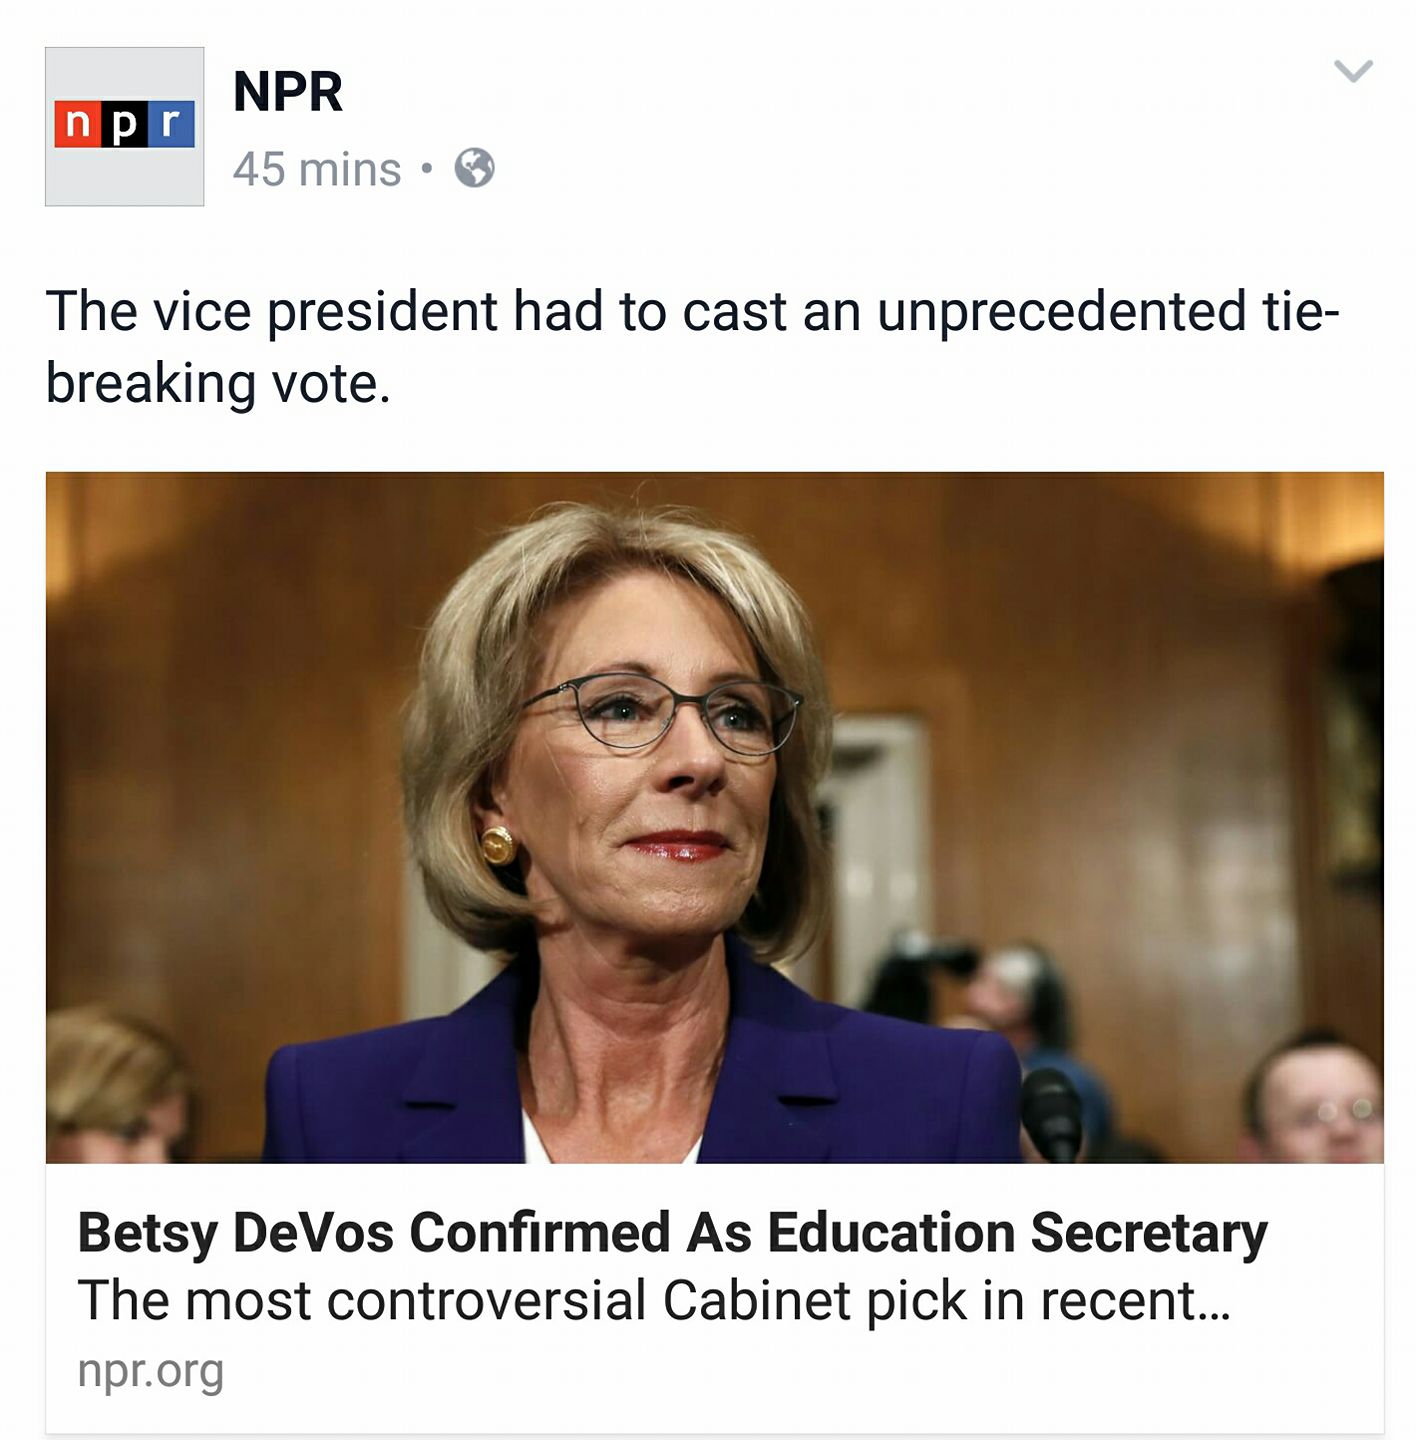 npr
NPR
45 mins •
The vice president had to cast an unprecedented tie-
breaking vote.
Betsy DeVos Confirmed As Education Secretary
The most controversial Cabinet pick in recent...
npr.org